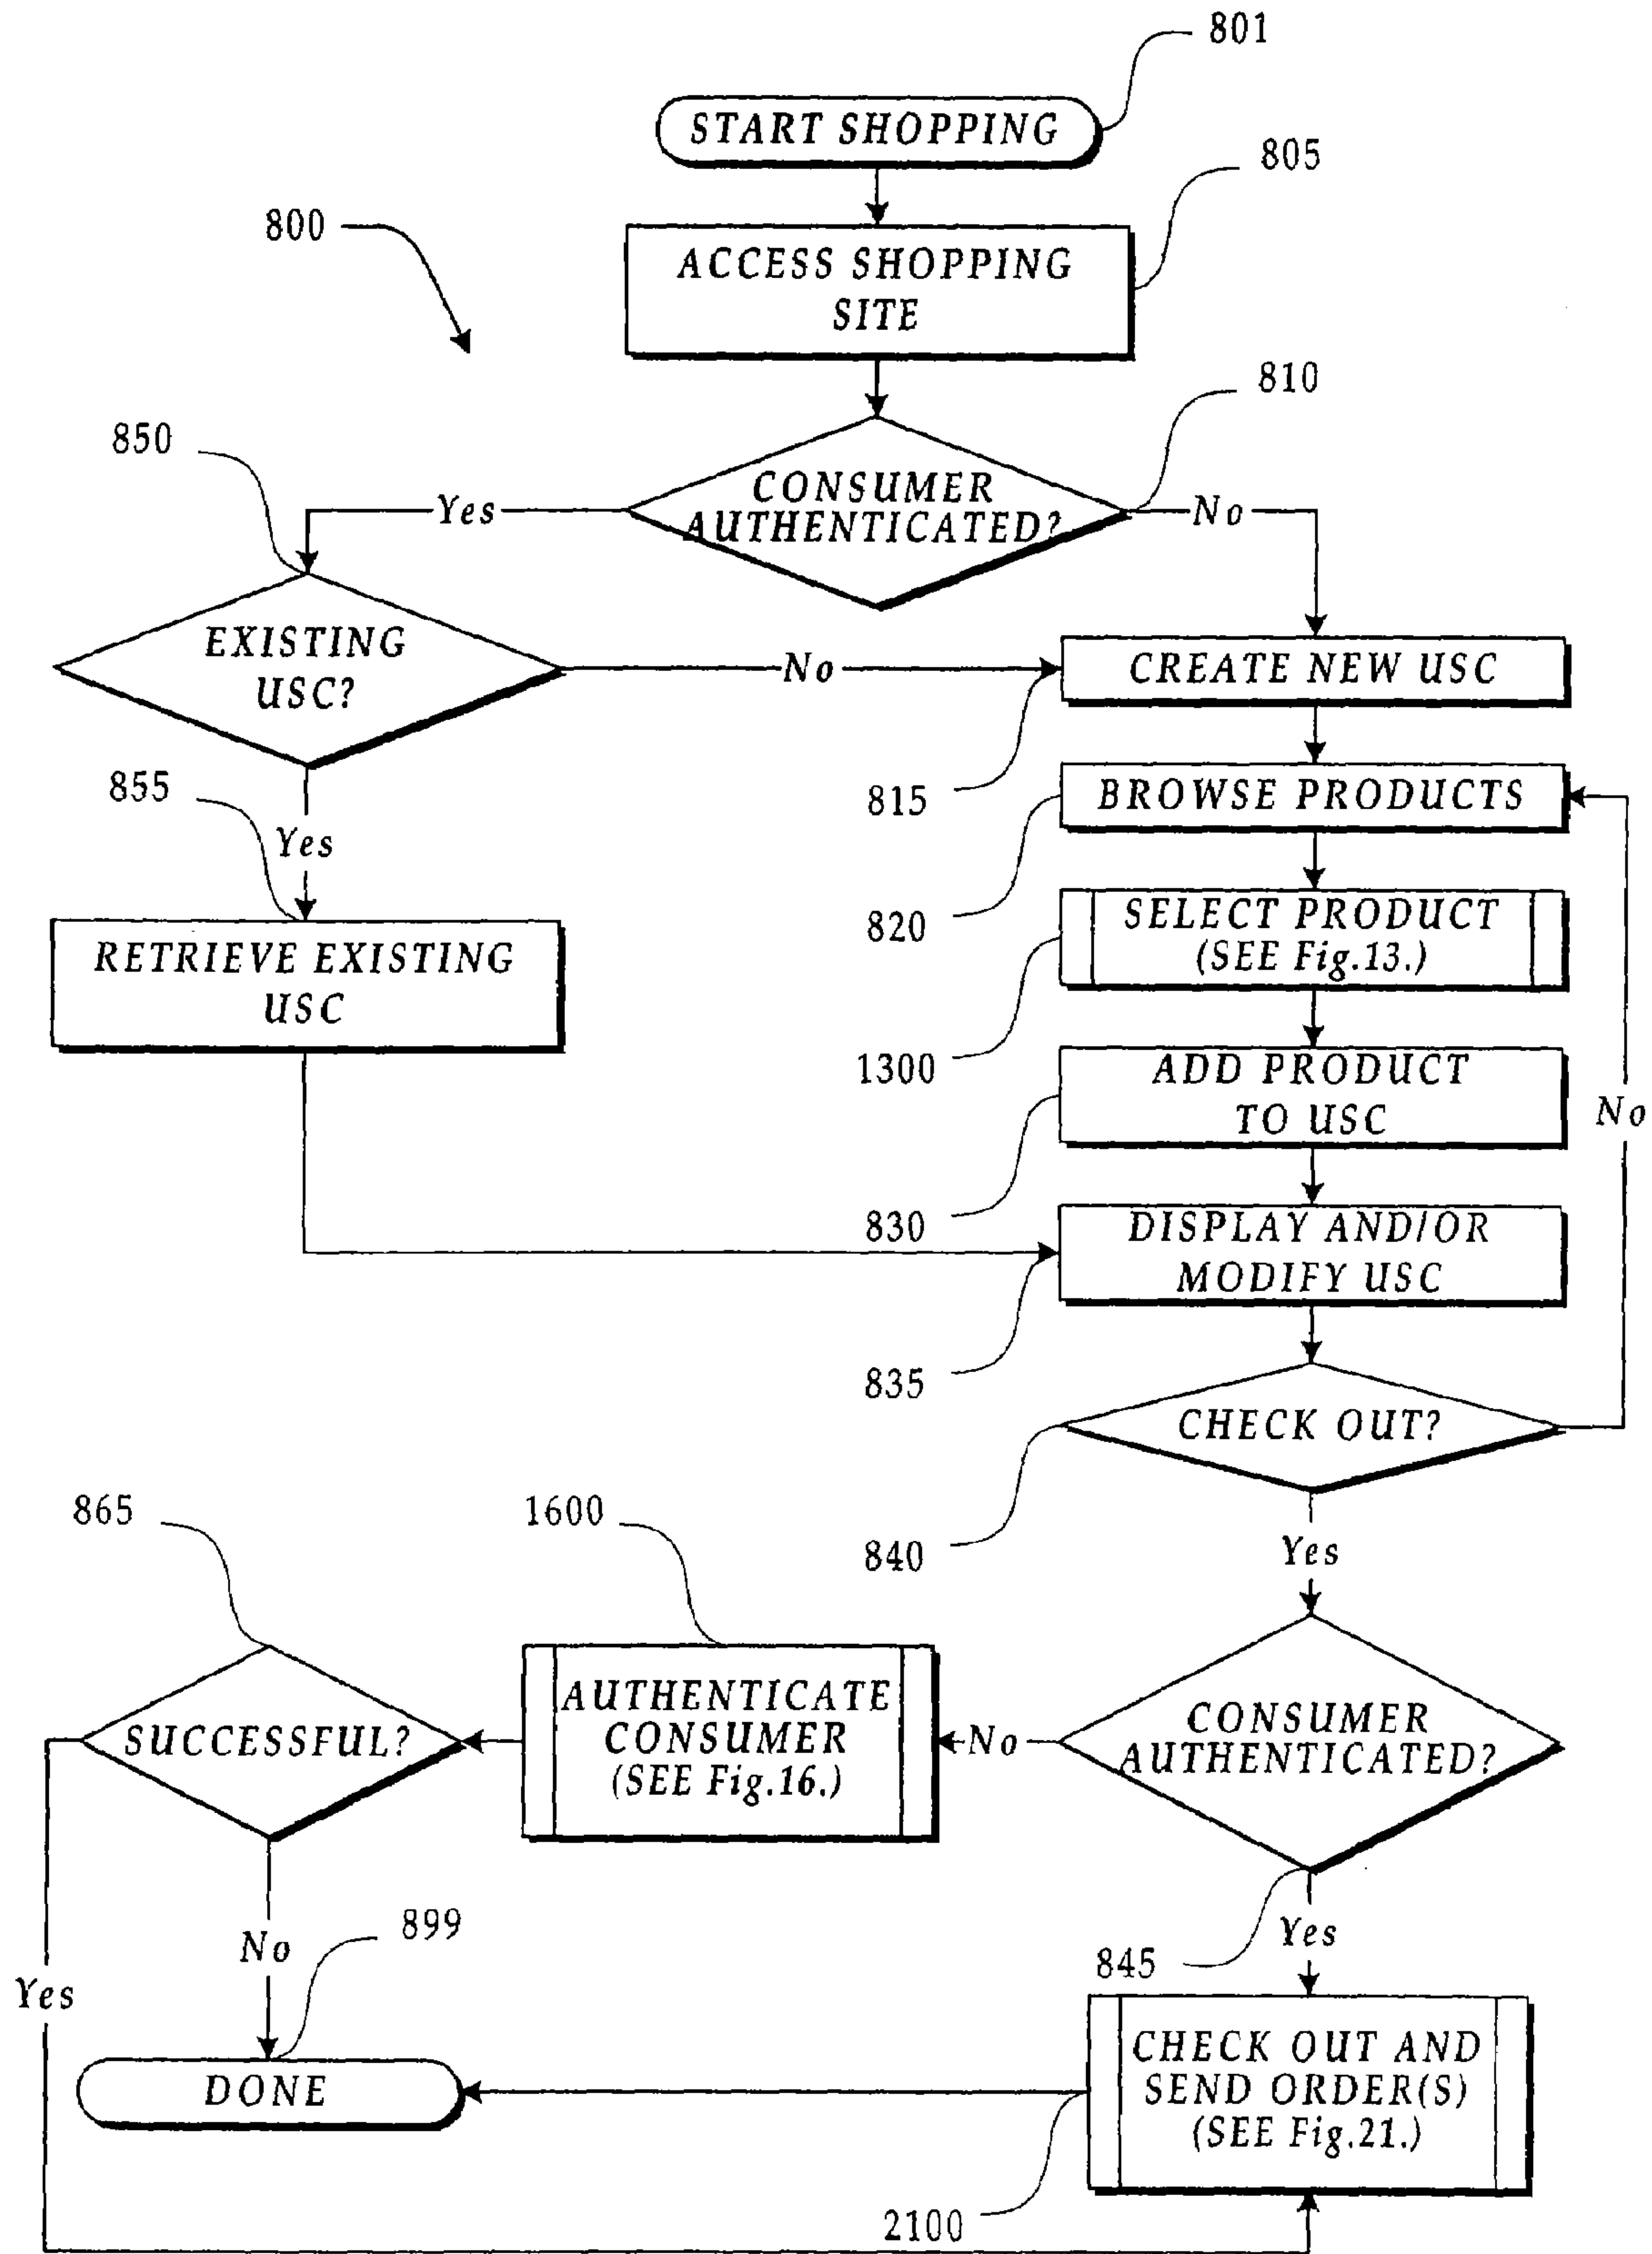 801
START SHOPPING
805
800
ACCESS SHOPPING
SITE
810
850
CONSUMER
AUTHENTICATED?
Yes
No
EXISTING
USC?
No
CREATE NEW USC
855
815
BROWSE PRODUCTS
Yes
820
SELECT PRODUCT
(SEE Fig.13.)
RETRIEVE EXISTING
USC
1300
ADD PRODUCT
TO USC
No
830
DISPLAY AND/OR
MODIFY USC
835
CHECK OUT?
865
1600
840
Yes
AUTHENTICATE
CONSUMER
(SEE Fig.16.)
SUCCESSFUL?
No
CONSUMER
AUTHENTICATED?
899
No
Yes
845
Yes
CHECK OUT AND
SEND ORDER(S)
(SEE Fig.21.)
DONE
2100